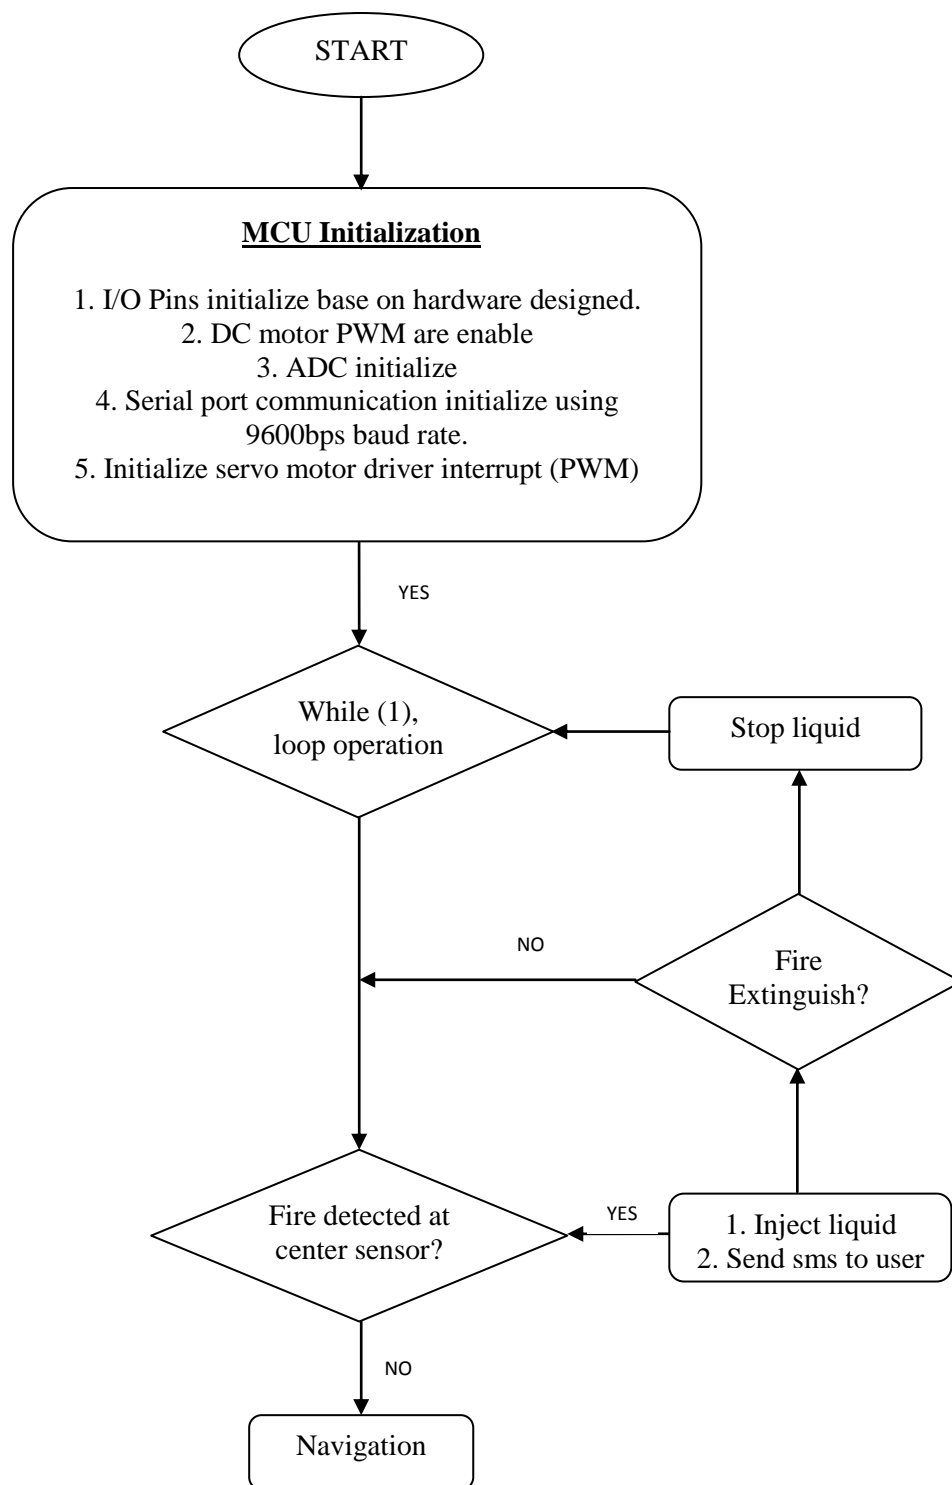 START
MCU Initialization
1. I/O Pins initialize base on hardware designed.
2. DC motor PWM are enable
3. ADC initialize
4. Serial port communication initialize using
9600bps baud rate.
5. Initialize servo motor driver interrupt (PWM)
YES
While (1),
loop operation
Stop liquid
NO
Fire
Extinguish?
Fire detected at
center sensor?
YES
1. Inject liquid
2. Send sms to user
NO
Navigation